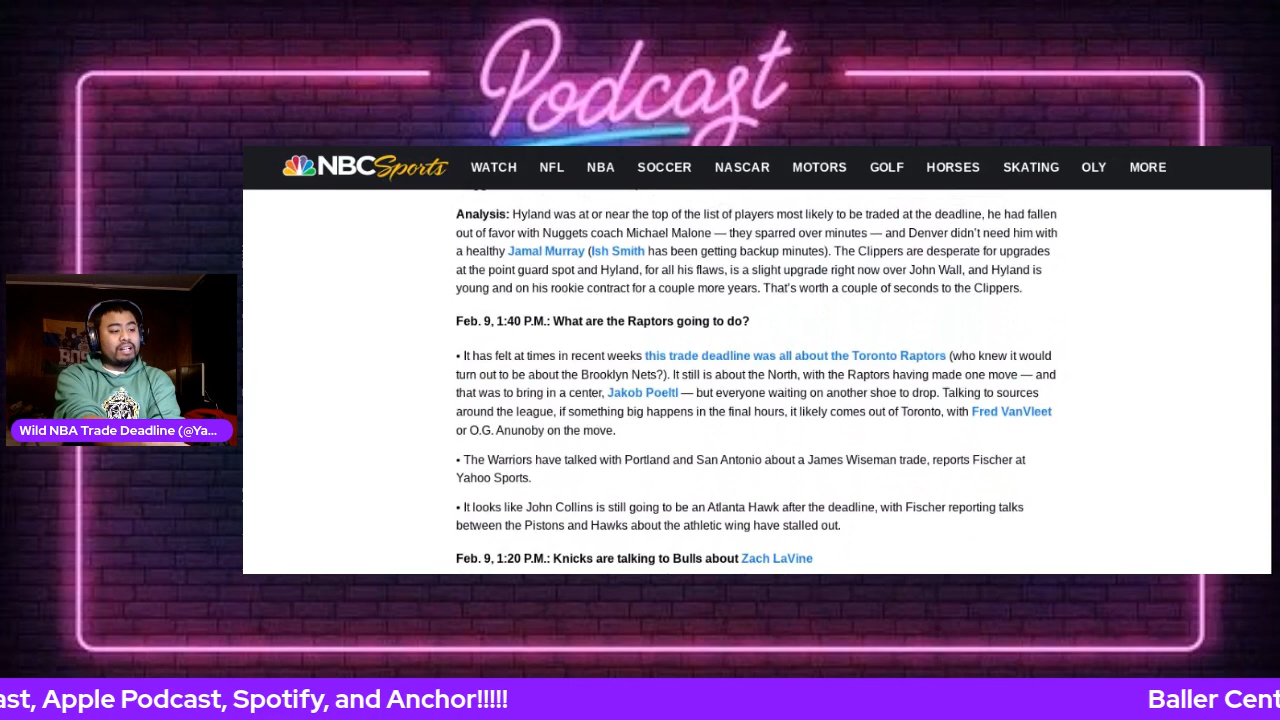 Podcast
NBC Sports WATCH NFL NBA SOCCER NASCAR MOTORS GOLF HORSES SKATING OLY MORE
Analysis: Hyland was at or near the top of the list of players most likely to be traded at the deadline, he had fallen
out of favor with Nuggets coach Michael Malone — they sparred over minutes — and Denver didn’t need him with
a healthy Jamal Murray (Ish Smith has been getting backup minutes). The Clippers are desperate for upgrades
at the point guard spot and Hyland, for all his flaws, is a slight upgrade right now over John Wall, and Hyland is
young and on his rookie contract for a couple more years. That’s worth a couple of seconds to the Clippers.
Feb. 9, 1:40 P.M.: What are the Raptors going to do?
• It has felt at times in recent weeks this trade deadline was all about the Toronto Raptors (who knew it would
turn out to be about the Brooklyn Nets?). It still is about the North, with the Raptors having made one move — and
that was to bring in a center, Jakob Poeltl — but everyone waiting on another shoe to drop. Talking to sources
around the league, if something big happens in the final hours, it likely comes out of Toronto, with Fred VanVleet
or O.G. Anunoby on the move.
• The Warriors have talked with Portland and San Antonio about a James Wiseman trade, reports Fischer at
Yahoo Sports.
• It looks like John Collins is still going to be an Atlanta Hawk after the deadline, with Fischer reporting talks
between the Pistons and Hawks about the athletic wing have stalled out.
Feb. 9, 1:20 P.M.: Knicks are talking to Bulls about Zach LaVine
Wild NBA Trade Deadline (@Ya...
ast, Apple Podcast, Spotify, and Anchor!!!!!
Baller Cent